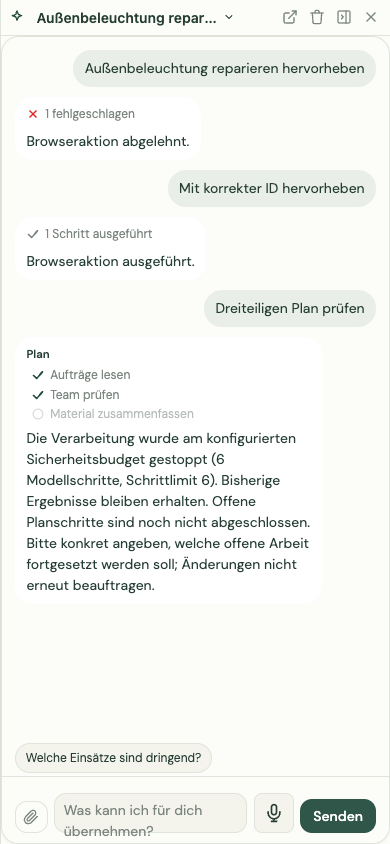 Außenbeleuchtung repar...
Außenbeleuchtung reparieren hervorheben
1 fehlgeschlagen
Browseraktion abgelehnt.
Mit korrekter ID hervorheben
1 Schritt ausgeführt
Browseraktion ausgeführt.
Dreiteiligen Plan prüfen
Plan
Aufträge lesen
Team prüfen
Material zusammenfassen
Die Verarbeitung wurde am konfigurierten
Sicherheitsbudget gestoppt (6
Modellschritte, Schrittlimit 6). Bisherige
Ergebnisse bleiben erhalten. Offene
Planschritte sind noch nicht abgeschlossen.
Bitte konkret angeben, welche offene Arbeit
fortgesetzt werden soll; Änderungen nicht
erneut beauftragen.
Welche Einsätze sind dringend?
Was kann ich für dich
übernehmen?
Senden